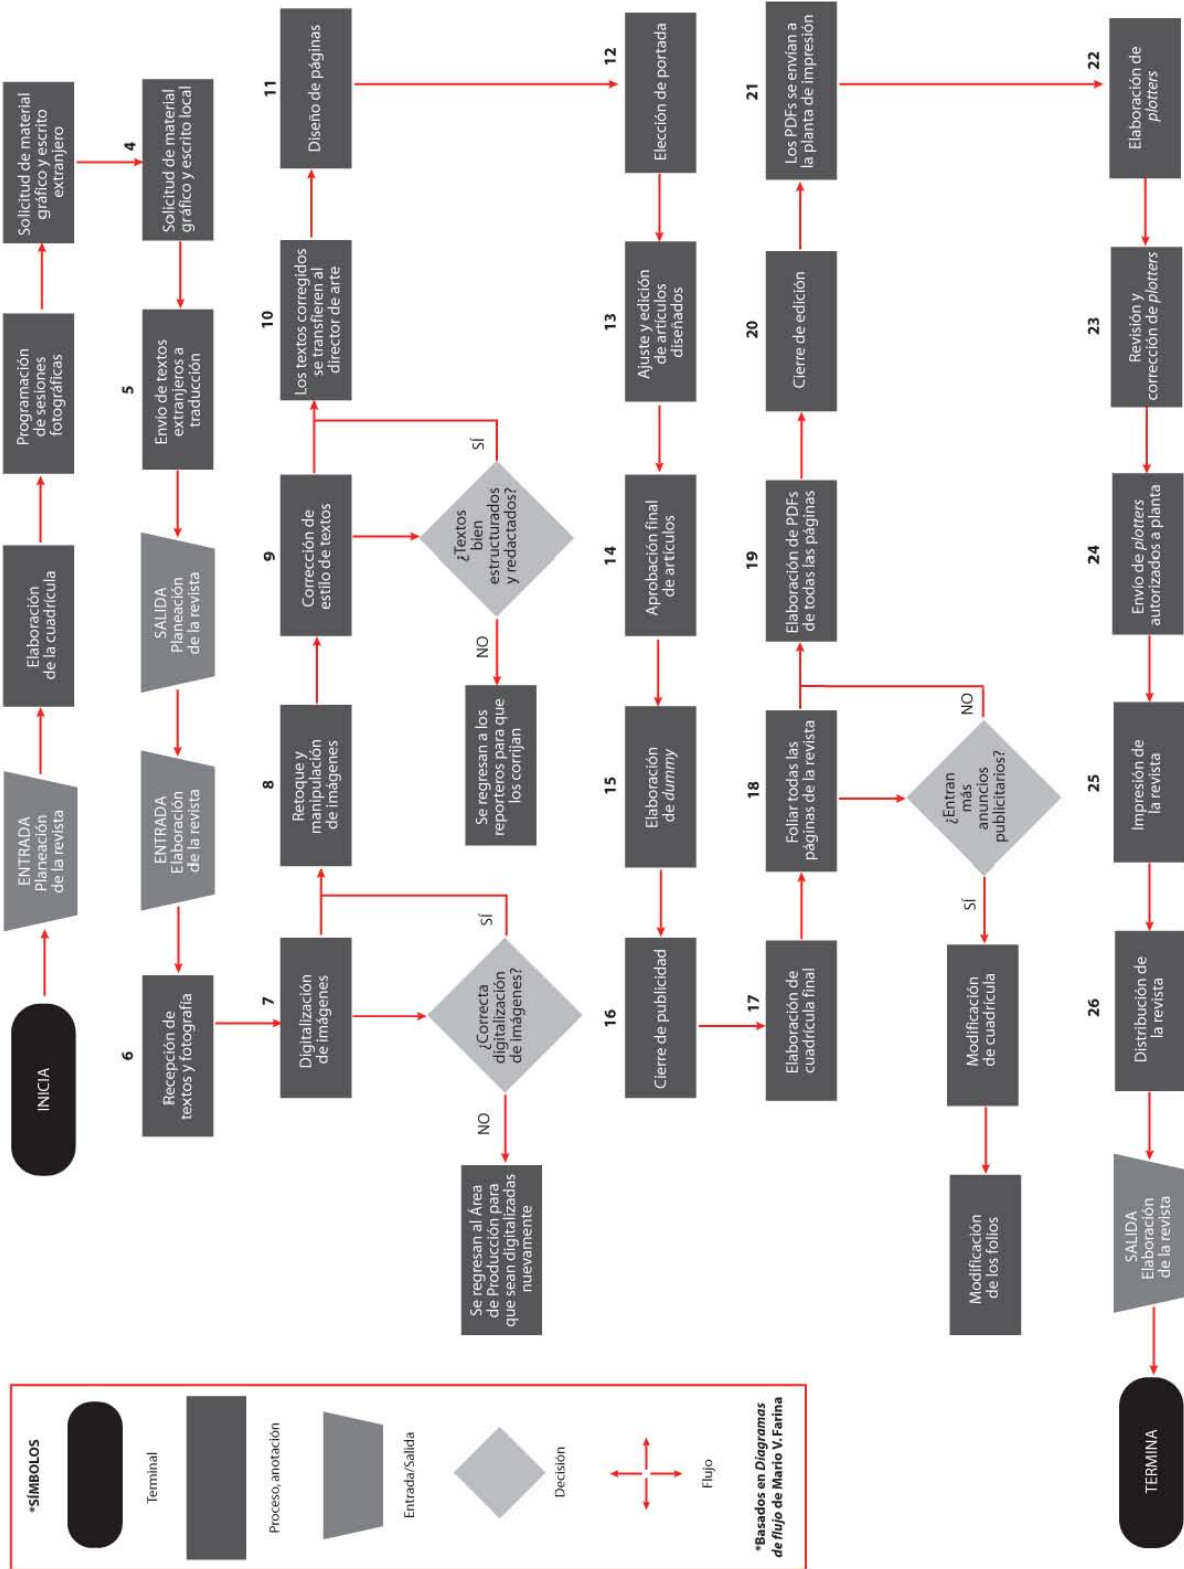 INICIA
ENTRADA
Planeación
de la revista
Elaboración
de la cuadrícula
Programación
de sesiones
fotográficas
Solicitud de material
gráfico y escrito
extranjero
4
Solicitud de material
gráfico y escrito local
5
Envío de textos
extranjeros a
traducción
SALIDA
Planeación
de la revista
ENTRADA
Elaboración
de la revista
6
Recepción de
textos y fotografía
7
Digitalización
de imágenes
¿Correcta
digitalización
de imágenes?
NO
SÍ
Se regresan al Área
de Producción para
que sean digitalizadas
nuevamente
8
Retoque y
manipulación
de imágenes
9
Corrección de
estilo de textos
¿Textos
bien
estructurados
y redactados?
NO
SÍ
Se regresan a los
reporteros para que
los corrijan
10
Los textos corregidos
se transfieren al
director de arte
11
Diseño de páginas
12
Elección de portada
13
Ajuste y edición
de artículos
diseñados
14
Aprobación final
de artículos
15
Elaboración
de dummy
16
Cierre de publicidad
17
Elaboración de
cuadrícula final
18
Foliar todas las
páginas de la revista
¿Entran
más
anuncios
publicitarios?
SÍ
NO
Modificación
de cuadrícula
Modificación
de los folios
19
Elaboración de PDFs
de todas las páginas
20
Cierre de edición
21
Los PDFs se envían a
la planta de impresión
22
Elaboración de
plotters
23
Revisión y
corrección de plotters
24
Envío de plotters
autorizados a planta
25
Impresión de
la revista
26
Distribución de
la revista
SALIDA
Elaboración
de la revista
TERMINA
*SÍMBOLOS
Terminal
Proceso, anotación
Entrada/Salida
Decisión
Flujo
*Basados en Diagramas
de flujo de Mario V. Farina